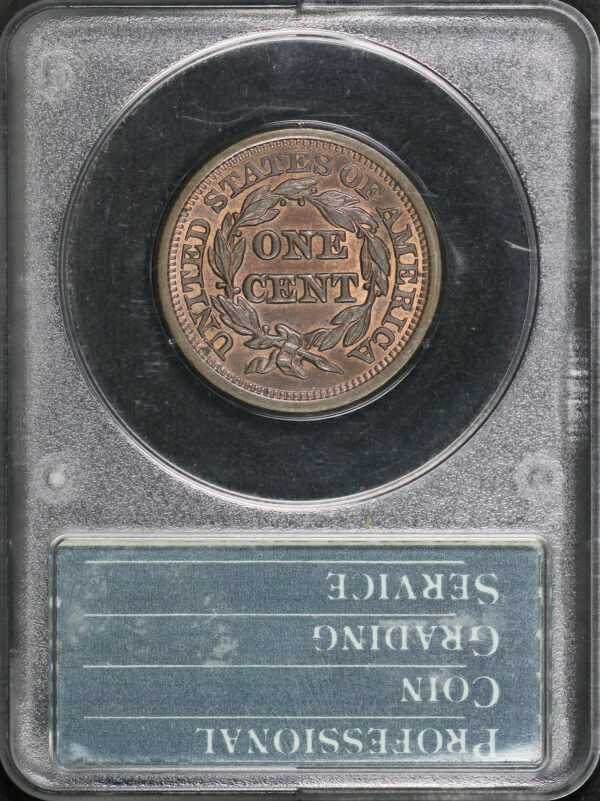 UNITED STATES OF AMERICA
ONE
CENT
PROFESSIONAL
COIN
GRADING
SERVICE